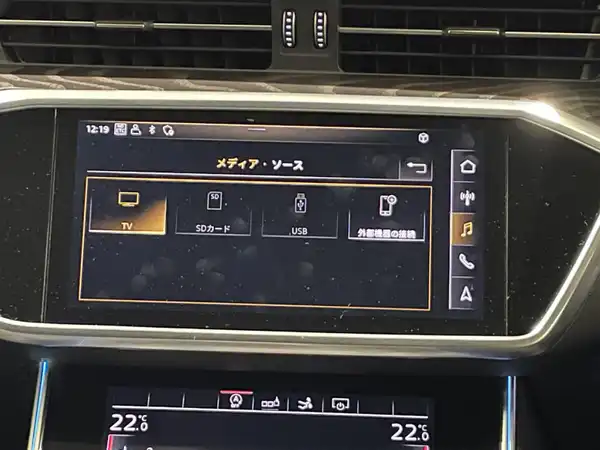 12:19
メディア・ソース
SD
TV
SDカード
USB
外部機器の接続
A
OFF
22.0°C
22.0°C